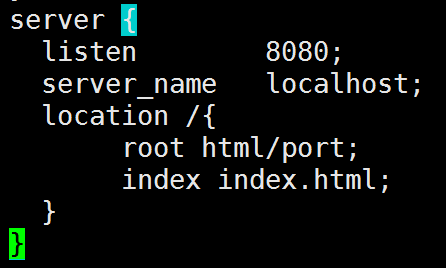 server {
  listen        8080;
  server_name   localhost;
  location /{
       root html/port;
       index index.html;
  }
}